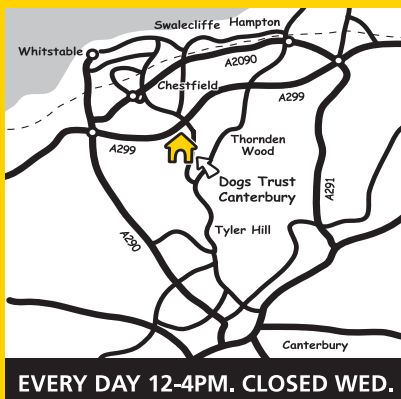 Swalecliffe
Hampton
Whitstable
A2090
Chestfield
A299
A299
Thornden
Wood
Dogs Trust
Canterbury
A291
Tyler Hill
A290
Canterbury
EVERY DAY 12-4PM. CLOSED WED.